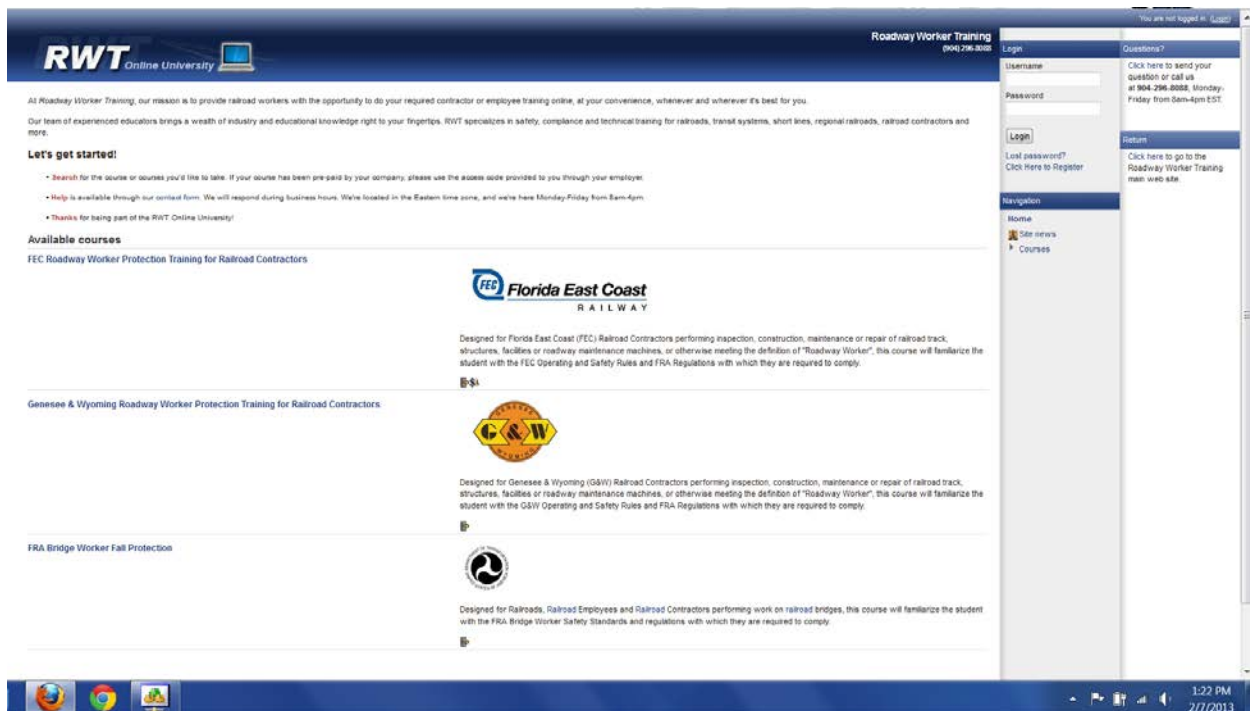 You are not logged in. (Login)
RWT Online University
Roadway Worker Training
(904) 296-8088
At Roadway Worker Training, our mission is to provide railroad workers with the opportunity to do your required contractor or employee training online, at your convenience, whenever and wherever it's best for you.
Our team of experienced educators brings a wealth of industry and educational knowledge right to your fingertips. RWT specializes in safety, compliance and technical training for railroads, transit systems, short lines, regional railroads, railroad contractors and
more.
Let's get started!
• Search for the course or courses you'd like to take. If your course has been pre-paid by your company, please use the access code provided to you through your employer.
• Help is available through our contact form. We will respond during business hours. We're located in the Eastern time zone, and we're here Monday-Friday from 8am-4pm.
• Thanks for being part of the RWT Online University!
Available courses
FEC Roadway Worker Protection Training for Railroad Contractors
FEC Florida East Coast
RAILWAY
Designed for Florida East Coast (FEC) Railroad Contractors performing inspection, construction, maintenance or repair of railroad track,
structures, facilities or roadway maintenance machines, or otherwise meeting the definition of "Roadway Worker", this course will familiarize the
student with the FEC Operating and Safety Rules and FRA Regulations with which they are required to comply.
Genesee & Wyoming Roadway Worker Protection Training for Railroad Contractors
GENESEE
G & W
WYOMING
Designed for Genesee & Wyoming (G&W) Railroad Contractors performing inspection, construction, maintenance or repair of railroad track,
structures, facilities or roadway maintenance machines, or otherwise meeting the definition of "Roadway Worker", this course will familiarize the
student with the G&W Operating and Safety Rules and FRA Regulations with which they are required to comply.
FRA Bridge Worker Fall Protection
Designed for Railroads, Railroad Employees and Railroad Contractors performing work on railroad bridges, this course will familiarize the student
with the FRA Bridge Worker Safety Standards and regulations with which they are required to comply.
Login
Username
Password
Login
Lost password?
Click Here to Register
Navigation
Home
Site news
Courses
Questions?
Click here to send your
question or call us
at 904-296-8088, Monday-
Friday from 8am-4pm EST.
Return
Click here to go to the
Roadway Worker Training
main web site.
1:22 PM
2/7/2013